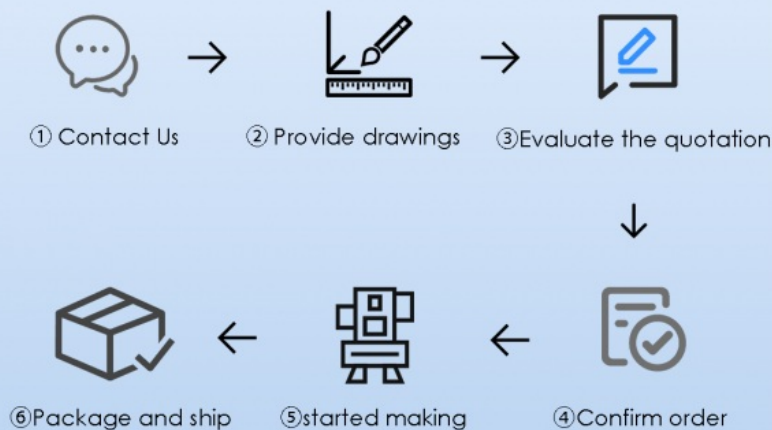 ① Contact Us
② Provide drawings
③Evaluate the quotation
④Confirm order
⑤started making
⑥Package and ship